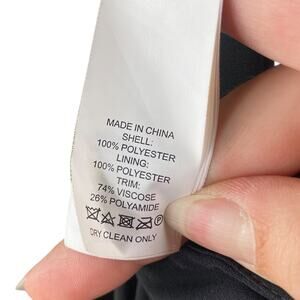 MADE IN CHINA
SHELL:
100% POLYESTER
LINING:
100% POLYESTER
TRIM:
74% VISCOSE
26% POLYAMIDE
DRY CLEAN ONLY